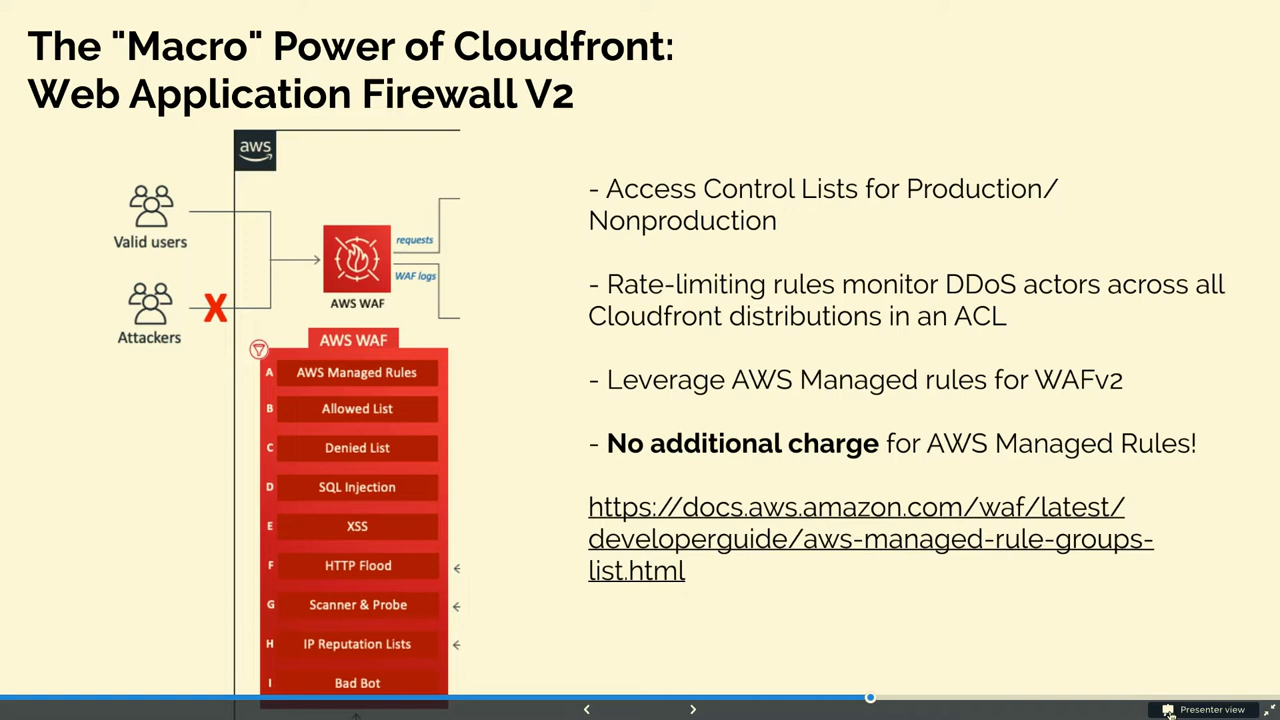 The "Macro" Power of Cloudfront:
Web Application Firewall V2
aws
Valid users
Attackers
X
requests
WAF logs
AWS WAF
AWS WAF
A AWS Managed Rules
B Allowed List
C Denied List
D SQL Injection
E XSS
F HTTP Flood
G Scanner & Probe
H IP Reputation Lists
I Bad Bot
- Access Control Lists for Production/
Nonproduction
- Rate-limiting rules monitor DDoS actors across all
Cloudfront distributions in an ACL
- Leverage AWS Managed rules for WAFv2
- No additional charge for AWS Managed Rules!
https://docs.aws.amazon.com/waf/latest/
developerguide/aws-managed-rule-groups-
list.html
Presenter view